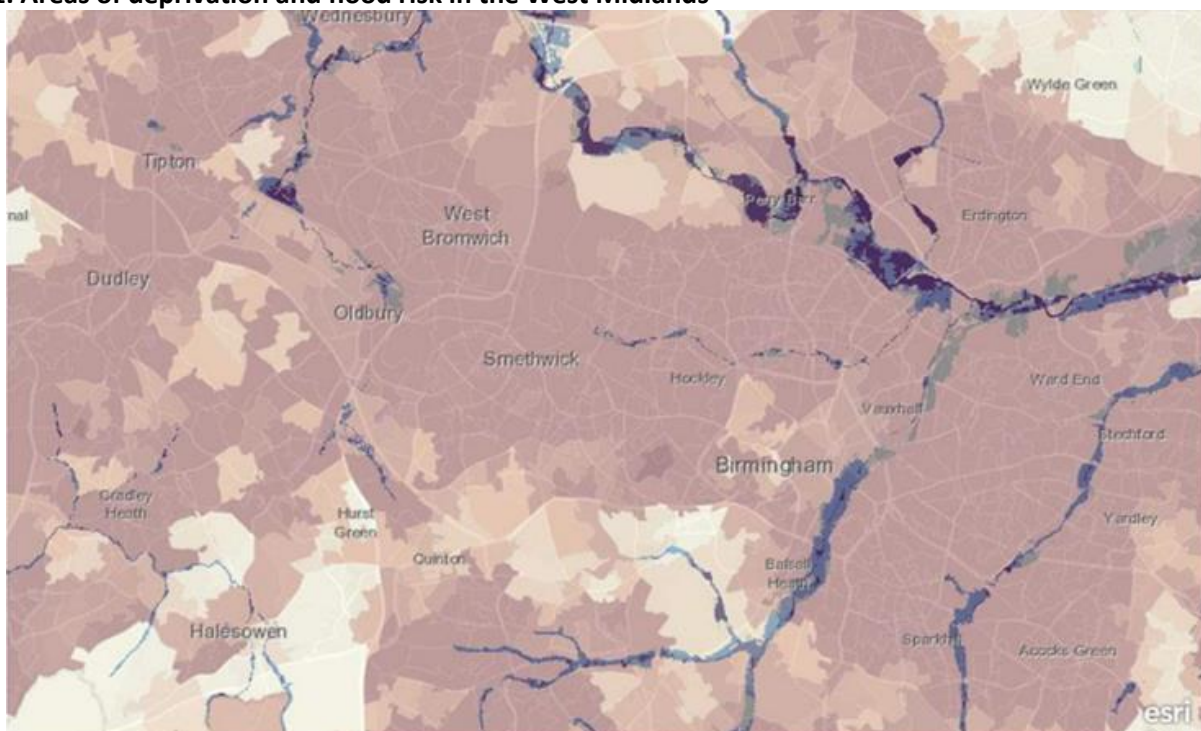 Areas of deprivation and flood risk in the West Midlands
Wednesbury
Wylde Green
Tipton
Perry Barr
West
Bromwich
Erdington
Dudley
Oldbury
Smethwick
Hockley
Ward End
Vauxhall
Stechford
Birmingham
Cradley
Heath
Hurst
Green
Yardley
Quinton
Balsall
Heath
Halesowen
Sparkhill
Acocks Green
esri